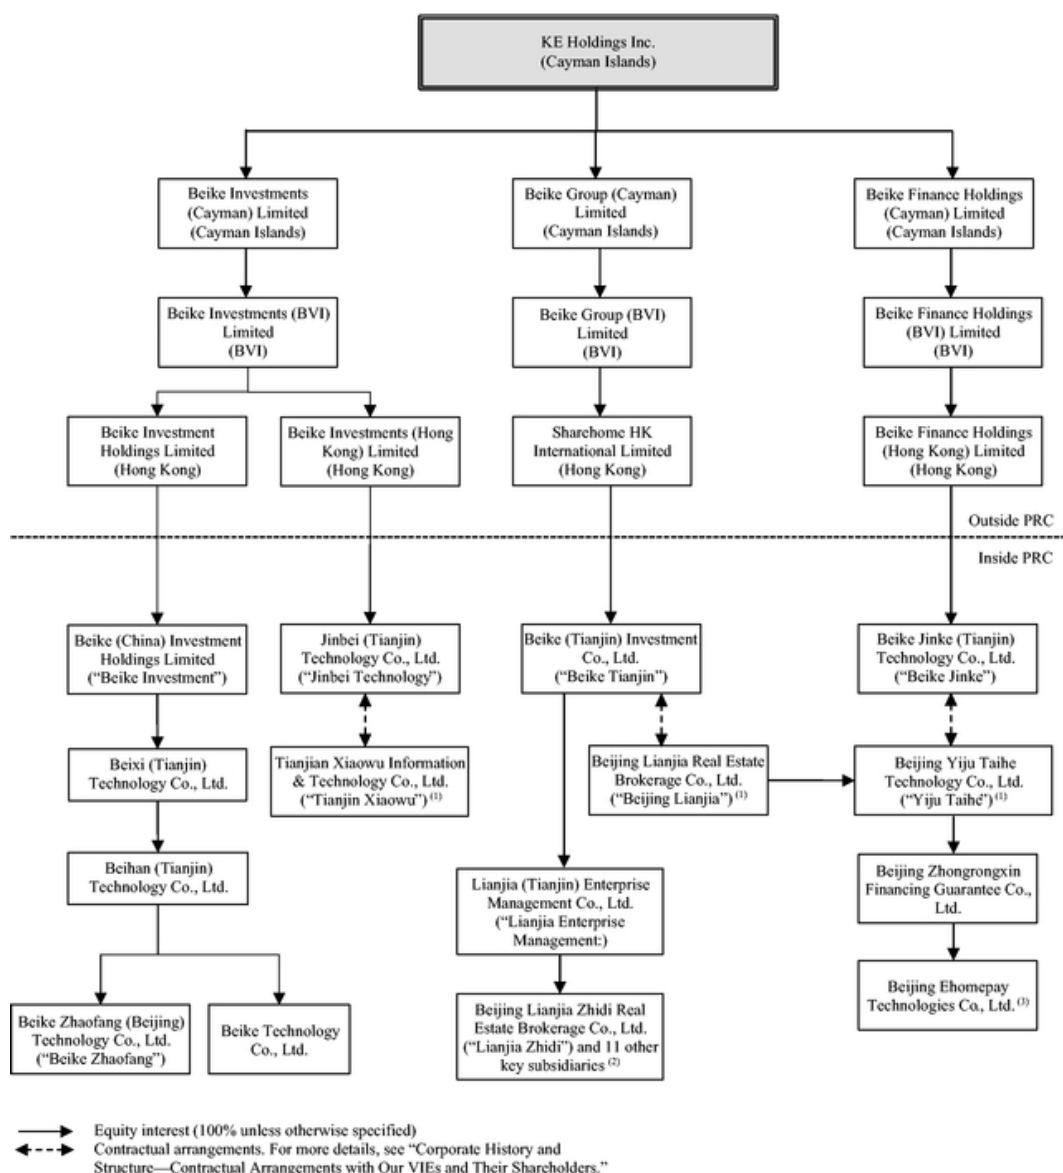 KE Holdings Inc.
(Cayman Islands)
Beike Investments
(Cayman) Limited
(Cayman Islands)
Beike Group (Cayman)
Limited
(Cayman Islands)
Beike Finance Holdings
(Cayman) Limited
(Cayman Islands)
Beike Investments (BVI)
Limited
(BVI)
Beike Group (BVI)
Limited
(BVI)
Beike Finance Holdings
(BVI) Limited
(BVI)
Beike Investment
Holdings Limited
(Hong Kong)
Beike Investments (Hong
Kong) Limited
(Hong Kong)
Sharehome HK
International Limited
(Hong Kong)
Beike Finance Holdings
(Hong Kong) Limited
(Hong Kong)
Outside PRC
Inside PRC
Beike (China) Investment
Holdings Limited
(“Beike Investment”)
Jinbei (Tianjin)
Technology Co., Ltd.
(“Jinbei Technology”)
Beike (Tianjin) Investment
Co., Ltd.
(“Beike Tianjin”)
Beike Jinke (Tianjin)
Technology Co., Ltd.
(“Beike Jinke”)
Beixi (Tianjin)
Technology Co., Ltd.
Tianjian Xiaowu Information
& Technology Co., Ltd.
(“Tianjin Xiaowu”) (1)
Beijing Lianjia Real Estate
Brokerage Co., Ltd.
(“Beijing Lianjia”) (1)
Beijing Yiju Taihe
Technology Co., Ltd.
(“Yiju Taihe”) (1)
Beihan (Tianjin)
Technology Co., Ltd.
Lianjia (Tianjin) Enterprise
Management Co., Ltd.
(“Lianjia Enterprise
Management:)
Beijing Zhongrongxin
Financing Guarantee Co.,
Ltd.
Beike Zhaofang (Beijing)
Technology Co., Ltd.
(“Beike Zhaofang”)
Beike Technology
Co., Ltd.
Beijing Lianjia Zhidi Real
Estate Brokerage Co., Ltd.
(“Lianjia Zhidi”) and 11 other
key subsidiaries (2)
Beijing Ehomepay
Technologies Co., Ltd. (3)
Equity interest (100% unless otherwise specified)
Contractual arrangements. For more details, see “Corporate History and
Structure—Contractual Arrangements with Our VIEs and Their Shareholders.”